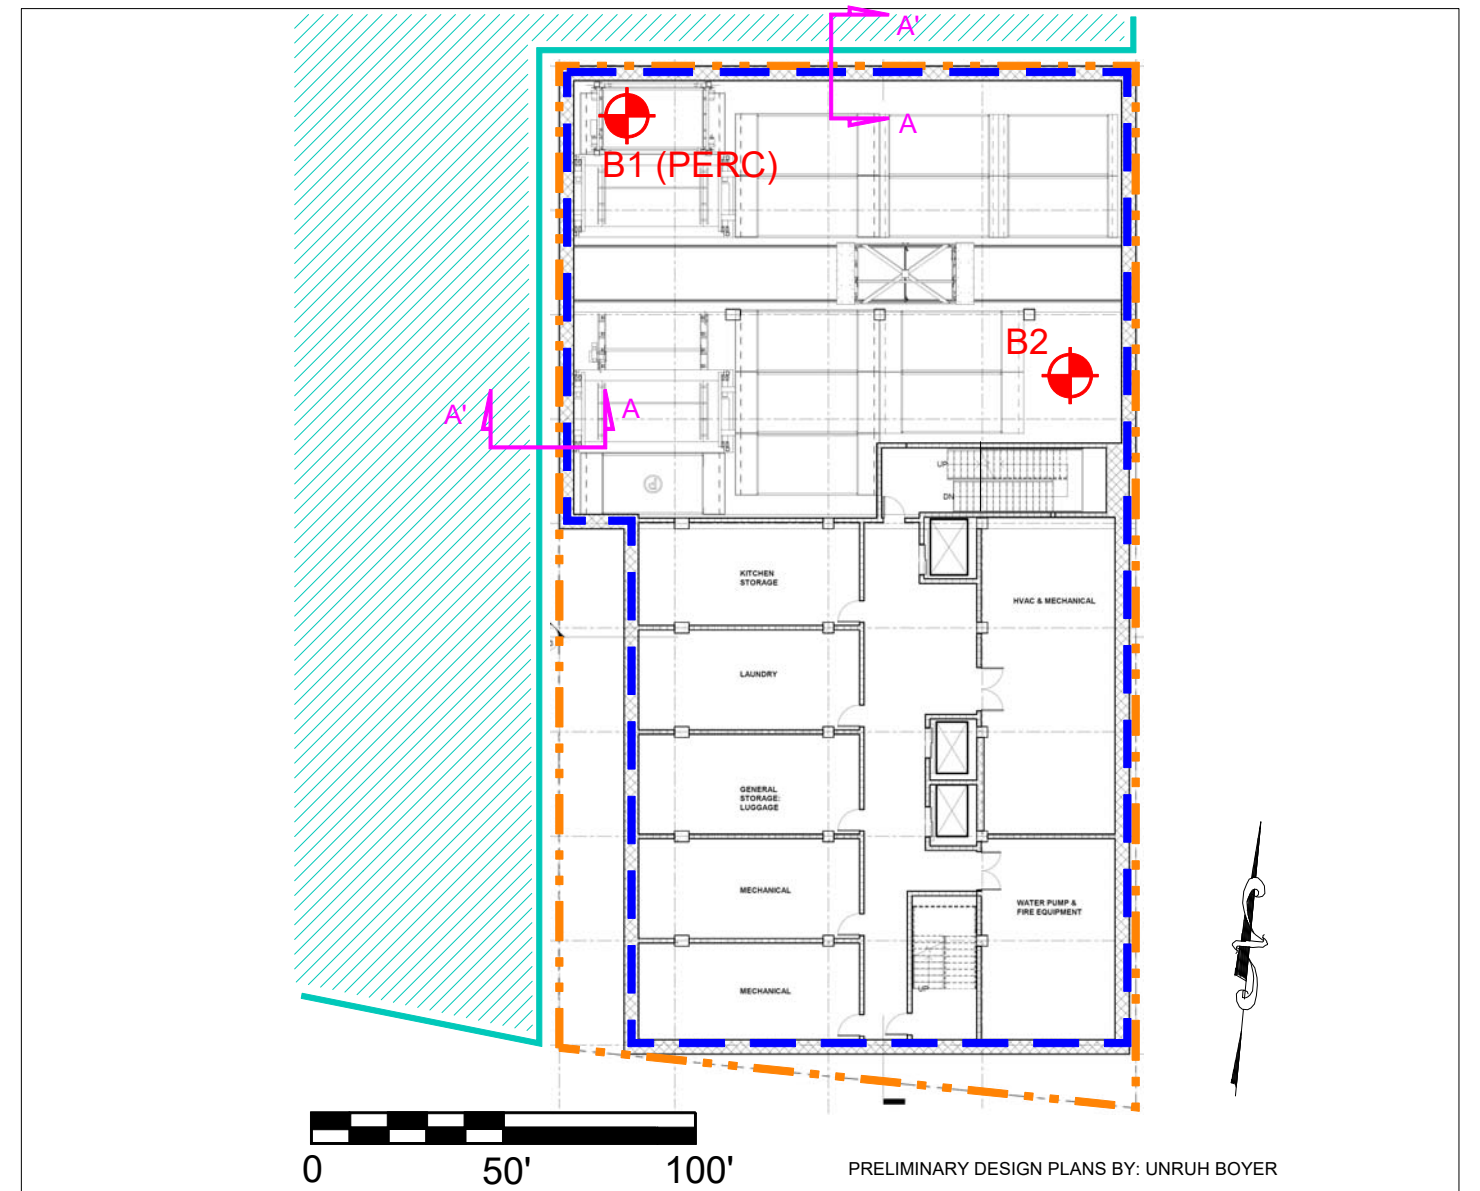 A'
A
B1 (PERC)
B2
A'
A
P
UP
DN
KITCHEN
STORAGE
HVAC & MECHANICAL
LAUNDRY
GENERAL
STORAGE:
LUGGAGE
MECHANICAL
WATER PUMP &
FIRE EQUIPMENT
MECHANICAL
UP
0
50'
100'
PRELIMINARY DESIGN PLANS BY: UNRUH BOYER